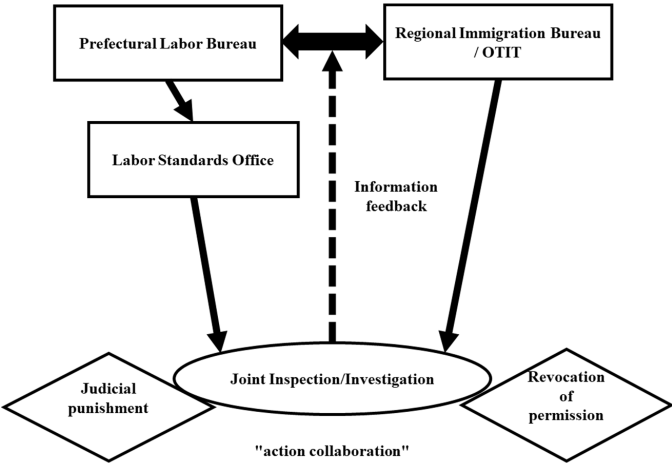 Prefectural Labor Bureau
Regional Immigration Bureau
/ OTIT
Labor Standards Office
Information
feedback
Joint Inspection/Investigation
Judicial
punishment
Revocation
of
permission
"action collaboration"